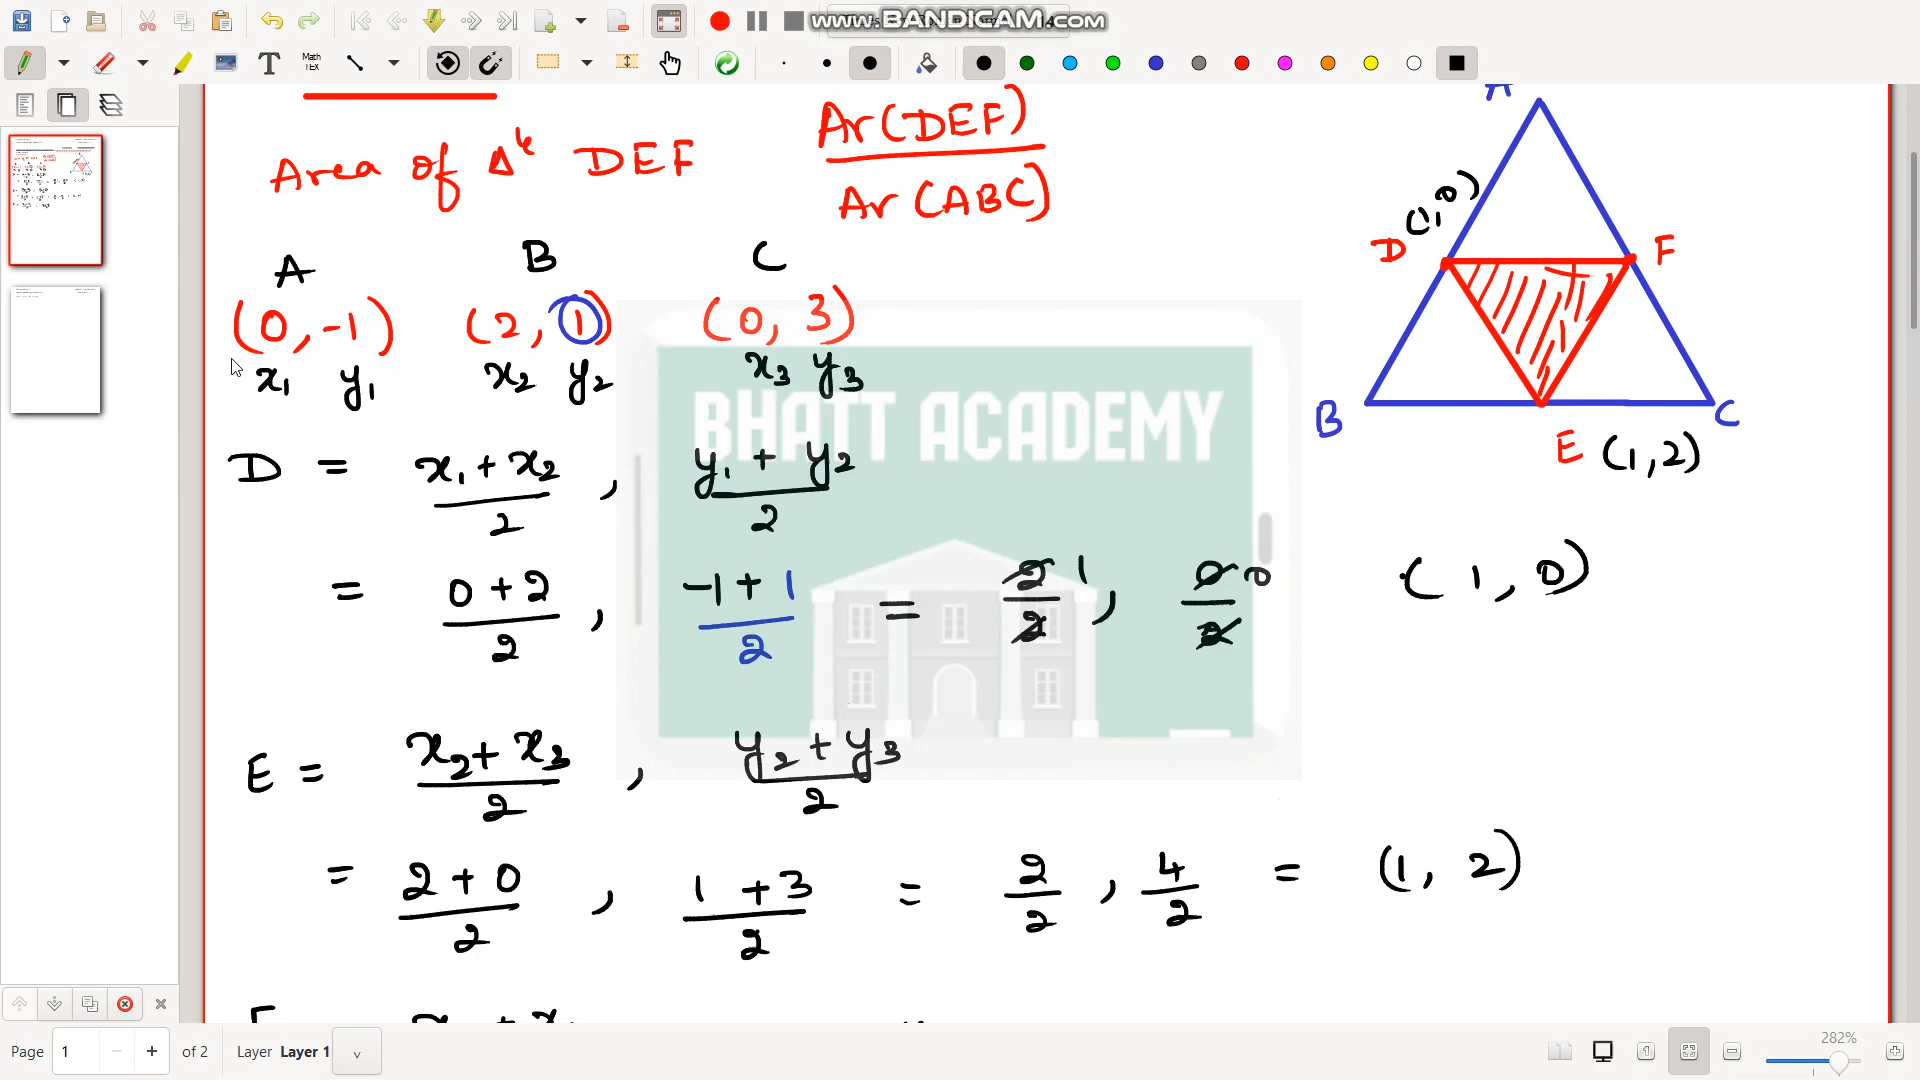 www.BANDICAM.com
Math
TEX
Area of Δle DEF
Ar(DEF)
Ar(ABC)
A
(1,0)
D F
B C
E (1,2)
A B C
(0, -1) (2, 1) (0, 3)
x1 y1 x2 y2 x3 y3
BHATT ACADEMY
D = x1 + x2 / 2 , y1 + y2 / 2
= 0 + 2 / 2 , -1 + 1 / 2 = 2 1 / 2 , 0 0 / 2 (1, 0)
E = x2 + x3 / 2 , y2 + y3 / 2
= 2 + 0 / 2 , 1 + 3 / 2 = 2 / 2 , 4 / 2 = (1, 2)
Page 1 of 2 Layer Layer 1
282%